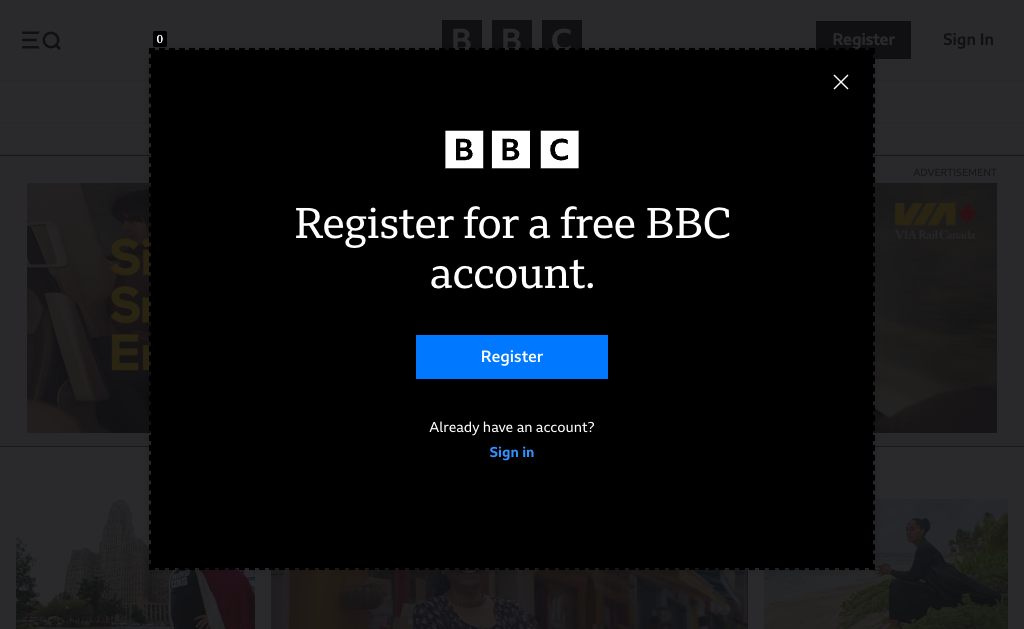 0
BBC
Register
Sign In
BBC
Register for a free BBC
account.
Register
Already have an account?
Sign in
ADVERTISEMENT
VIA
VIA Rail Canada